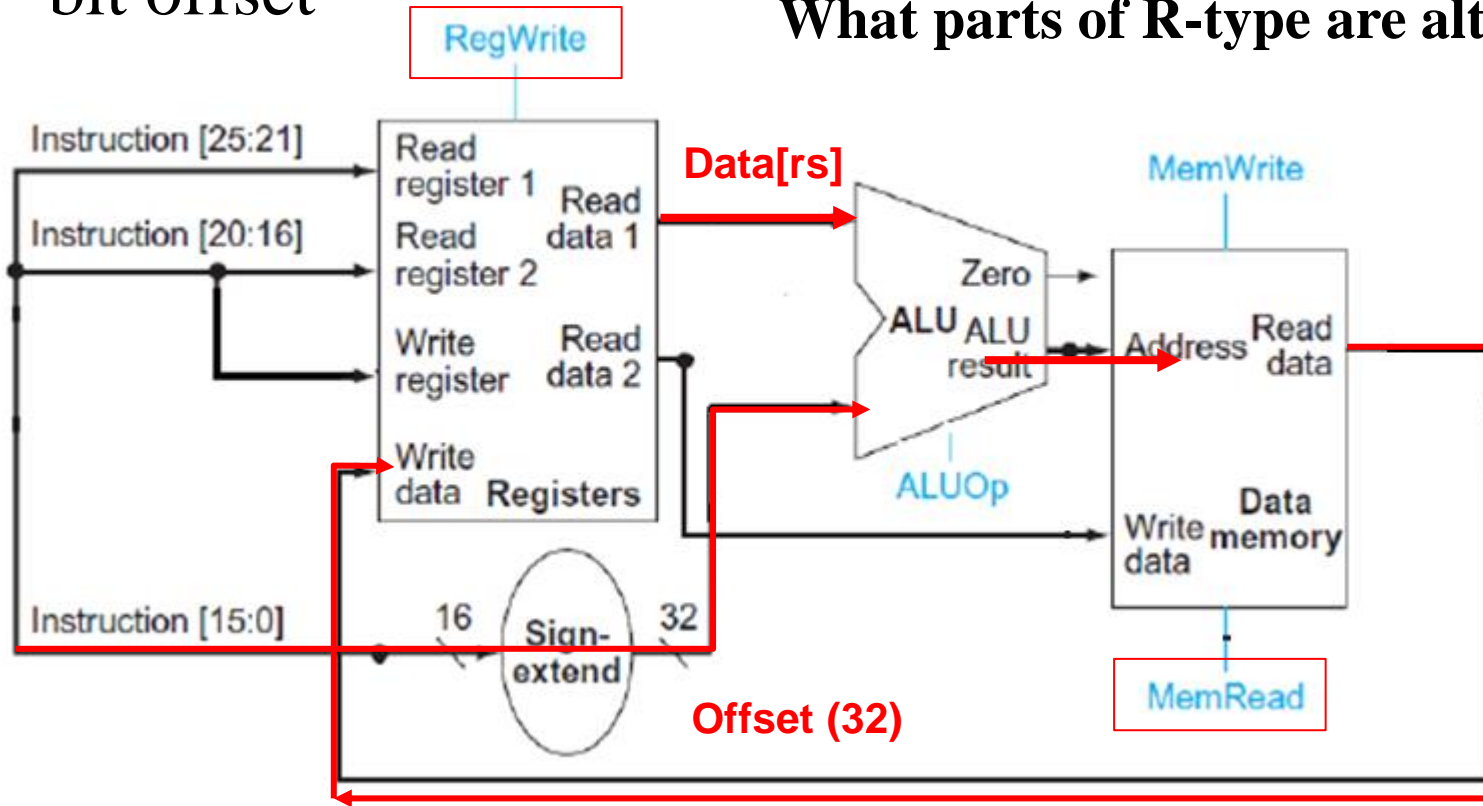 bit offset
What parts of R-type are alt
RegWrite
Instruction [25:21]
Read
register 1
Read
data 1
Data[rs]
MemWrite
Instruction [20:16]
Read
register 2
Zero
Write
register
Read
data 2
ALU
ALU
result
Address
Read
data
Write
data
Registers
ALUOp
Write
data
Data
memory
Instruction [15:0]
16
Sign-
extend
32
Offset (32)
MemRead